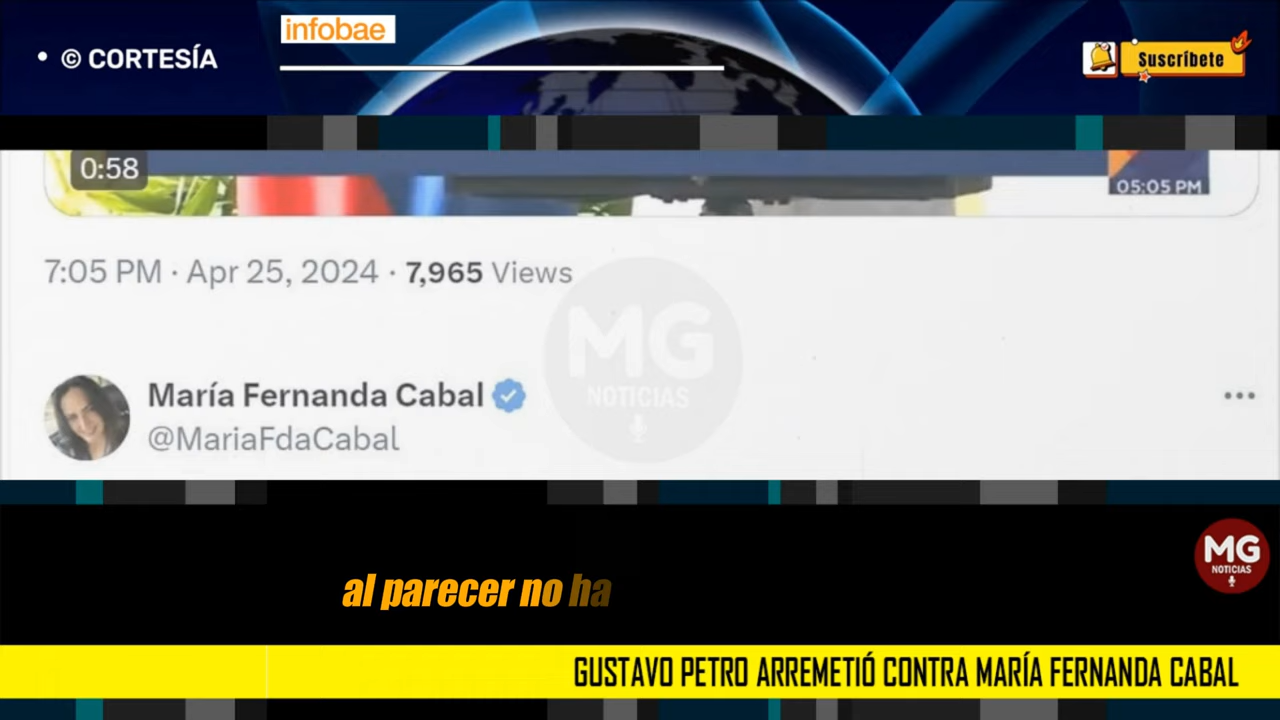 infobae
• © CORTESÍA
Suscríbete
0:58
05:05 PM
7:05 PM · Apr 25, 2024 · 7,965 Views
MG
NOTICIAS
María Fernanda Cabal
@MariaFdaCabal
MG
NOTICIAS
al parecer no ha
GUSTAVO PETRO ARREMETIÓ CONTRA MARÍA FERNANDA CABAL